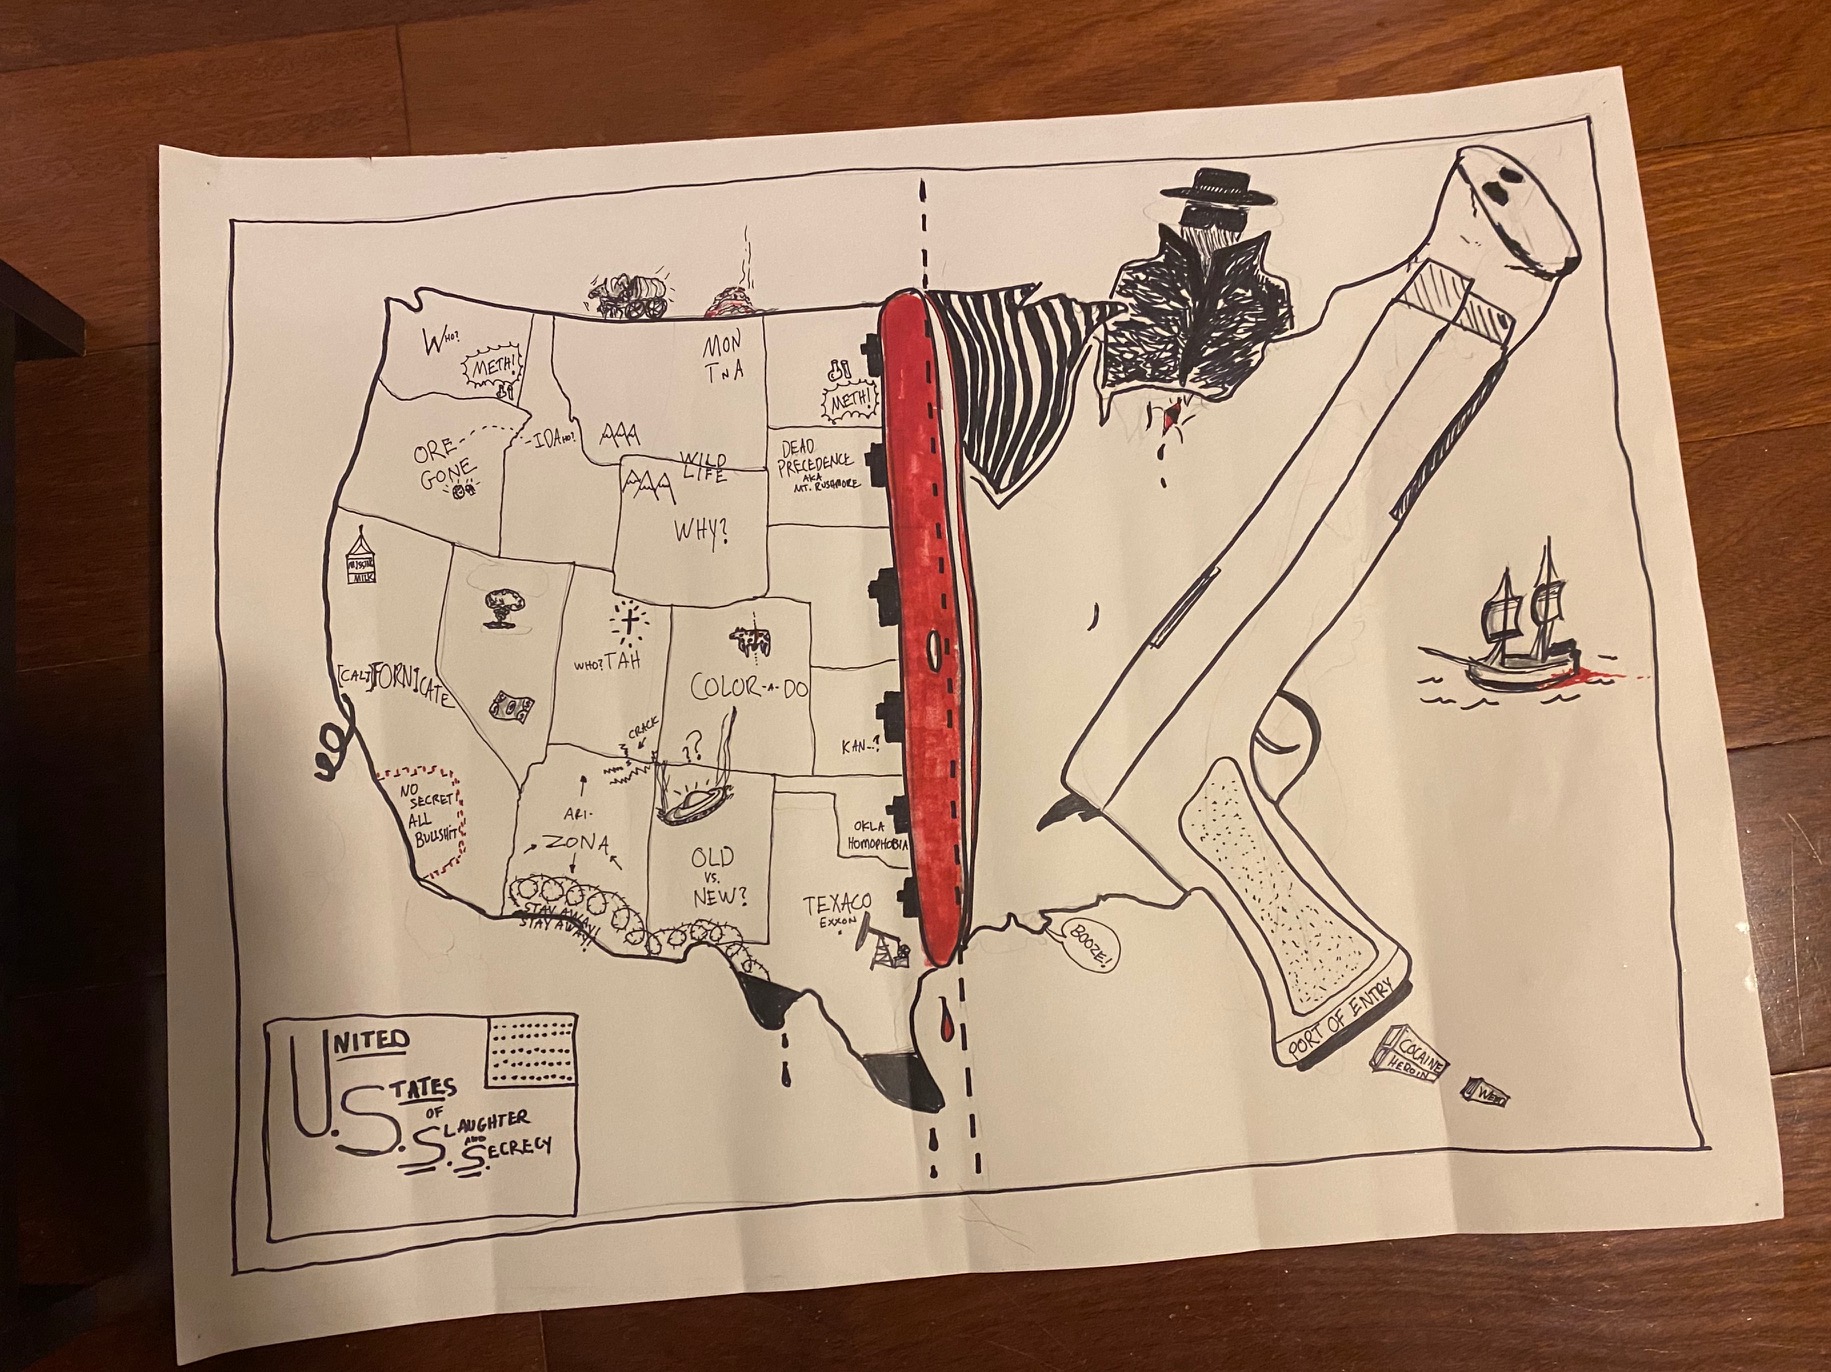 WHO?
METH!
MON
TNA
METH!
ORE
GONE
IDAHO?
WILD
LIFE
DEAD
PRECEDENCE
AKA
MT. RUSHMORE
WHY?
MISSING
MILK
[CALI]FORNICATE
WHO?TAH
COLOR-A-DO
CRACK
??
KAN--?
NO
SECRET!
ALL
BULLSHIT!
ARI-
ZONA
OLD
VS.
NEW?
OKLA
HOMOPHOBIA
TEXACO
EXXON
STAY AWAY!
STAY AWAY!
BOOZE!
PORT OF ENTRY
COCAINE
HEROIN
WEED
UNITED
STATES
OF
SLAUGHTER
AND
SECRECY